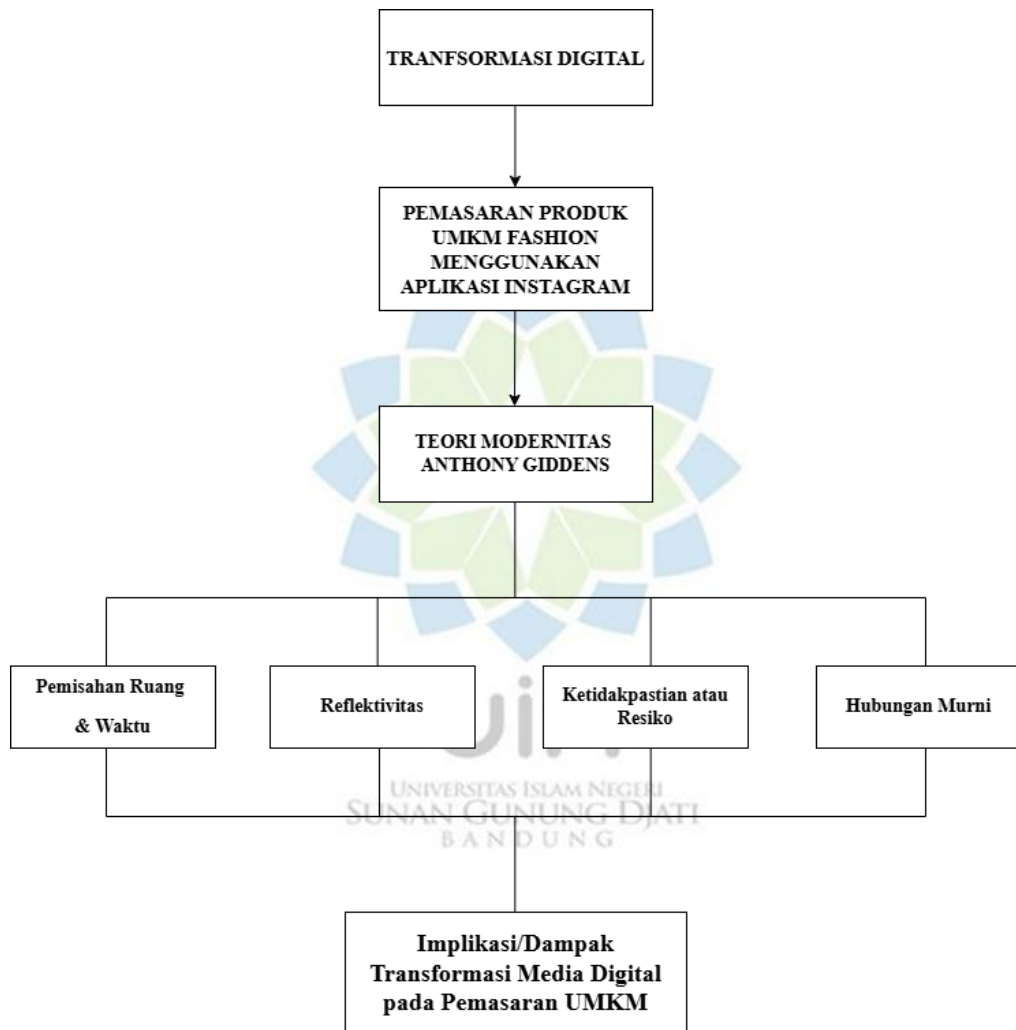 TRANFSORMASI DIGITAL
PEMASARAN PRODUK
UMKM FASHION
MENGGUNAKAN
APLIKASI INSTAGRAM
TEORI MODERNITAS
ANTHONY GIDDENS
Pemisahan Ruang
& Waktu
Reflektivitas
Ketidakpastian atau
Resiko
Hubungan Murni
uin
UNIVERSITAS ISLAM NEGERI
SUNAN GUNUNG DJATI
BANDUNG
Implikasi/Dampak
Transformasi Media Digital
pada Pemasaran UMKM